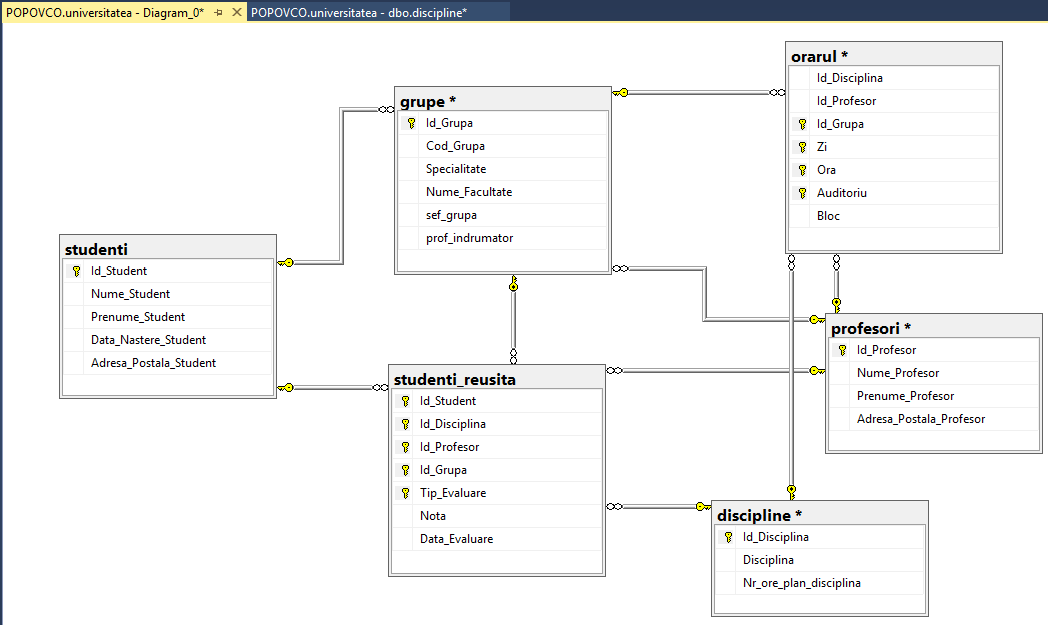 POPOVCO.universitatea - Diagram_0*
POPOVCO.universitatea - dbo.discipline*
orarul *
Id_Disciplina
Id_Profesor
Id_Grupa
Zi
Ora
Auditoriu
Bloc
grupe *
Id_Grupa
Cod_Grupa
Specialitate
Nume_Facultate
sef_grupa
prof_indrumator
studenti
Id_Student
Nume_Student
Prenume_Student
Data_Nastere_Student
Adresa_Postala_Student
profesori *
Id_Profesor
Nume_Profesor
Prenume_Profesor
Adresa_Postala_Profesor
studenti_reusita
Id_Student
Id_Disciplina
Id_Profesor
Id_Grupa
Tip_Evaluare
Nota
Data_Evaluare
discipline *
Id_Disciplina
Disciplina
Nr_ore_plan_disciplina